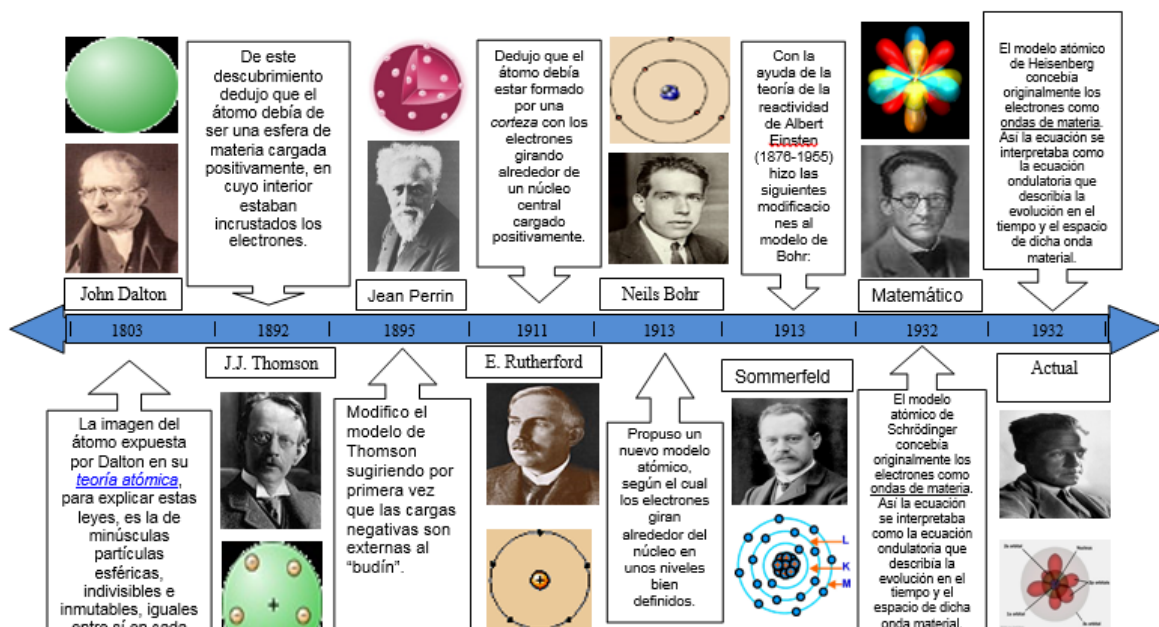 De este
descubrimiento
dedujo que el
átomo debía de
ser una esfera de
materia cargada
positivamente, en
cuyo interior
estaban
incrustados los
electrones.
Dedujo que el
átomo debía
estar formado
por una
corteza con los
electrones
girando
alrededor de
un núcleo
central
cargado
positivamente.
Con la
ayuda de la
teoría de la
reactividad
de Albert
Einsten
(1876-1955)
hizo las
siguientes
modificacio
nes al
modelo de
Bohr:
El modelo atómico
de Heisenberg
concebía
originalmente los
electrones como
ondas de materia.
Así la ecuación se
interpretaba como
la ecuación
ondulatoria que
describía la
evolución en el
tiempo y el espacio
de dicha onda
material.
John Dalton
Jean Perrin
Neils Bohr
Matemático
1803
1892
1895
1911
1913
1913
1932
1932
J.J. Thomson
E. Rutherford
Sommerfeld
Actual
La imagen del
átomo expuesta
por Dalton en su
teoría atómica,
para explicar estas
leyes, es la de
minúsculas
partículas
esféricas,
indivisibles e
inmutables, iguales
entre sí en cada
Modifico el
modelo de
Thomson
sugiriendo por
primera vez
que las cargas
negativas son
externas al
“budín”.
Propuso un
nuevo modelo
atómico,
según el cual
los electrones
giran
alrededor del
núcleo en
unos niveles
bien
definidos.
L
K
M
El modelo
atómico de
Schrödinger
concebía
originalmente los
electrones como
ondas de materia.
Así la ecuación
se interpretaba
como la ecuación
ondulatoria que
describía la
evolución en el
tiempo y el
espacio de dicha
onda material.
Nucleus